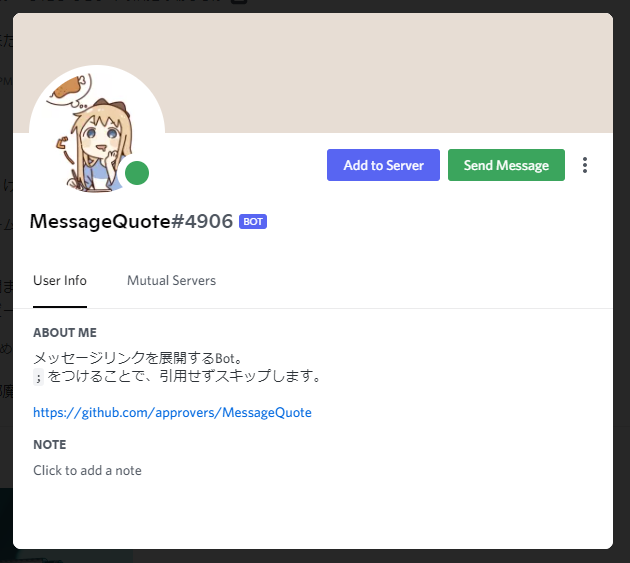 Add to Server
Send Message
MessageQuote#4906 BOT
User Info
Mutual Servers
ABOUT ME
メッセージリンクを展開するBot。
; をつけることで、引用せずスキップします。
https://github.com/approvers/MessageQuote
NOTE
Click to add a note